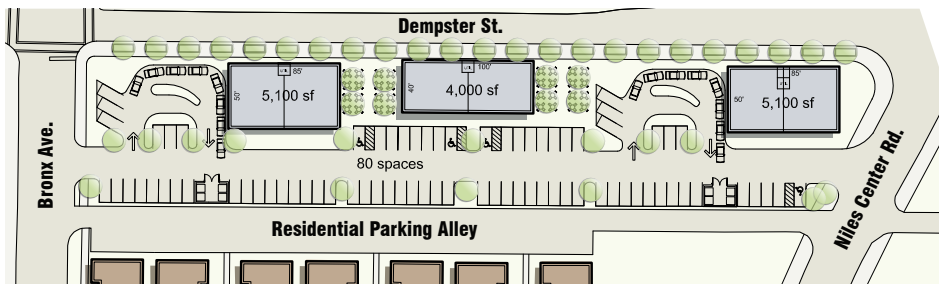 Dempster St.
85'
50'
5,100 sf
100'
40'
4,000 sf
85'
50'
5,100 sf
80 spaces
Bronx Ave.
Niles Center Rd.
Residential Parking Alley